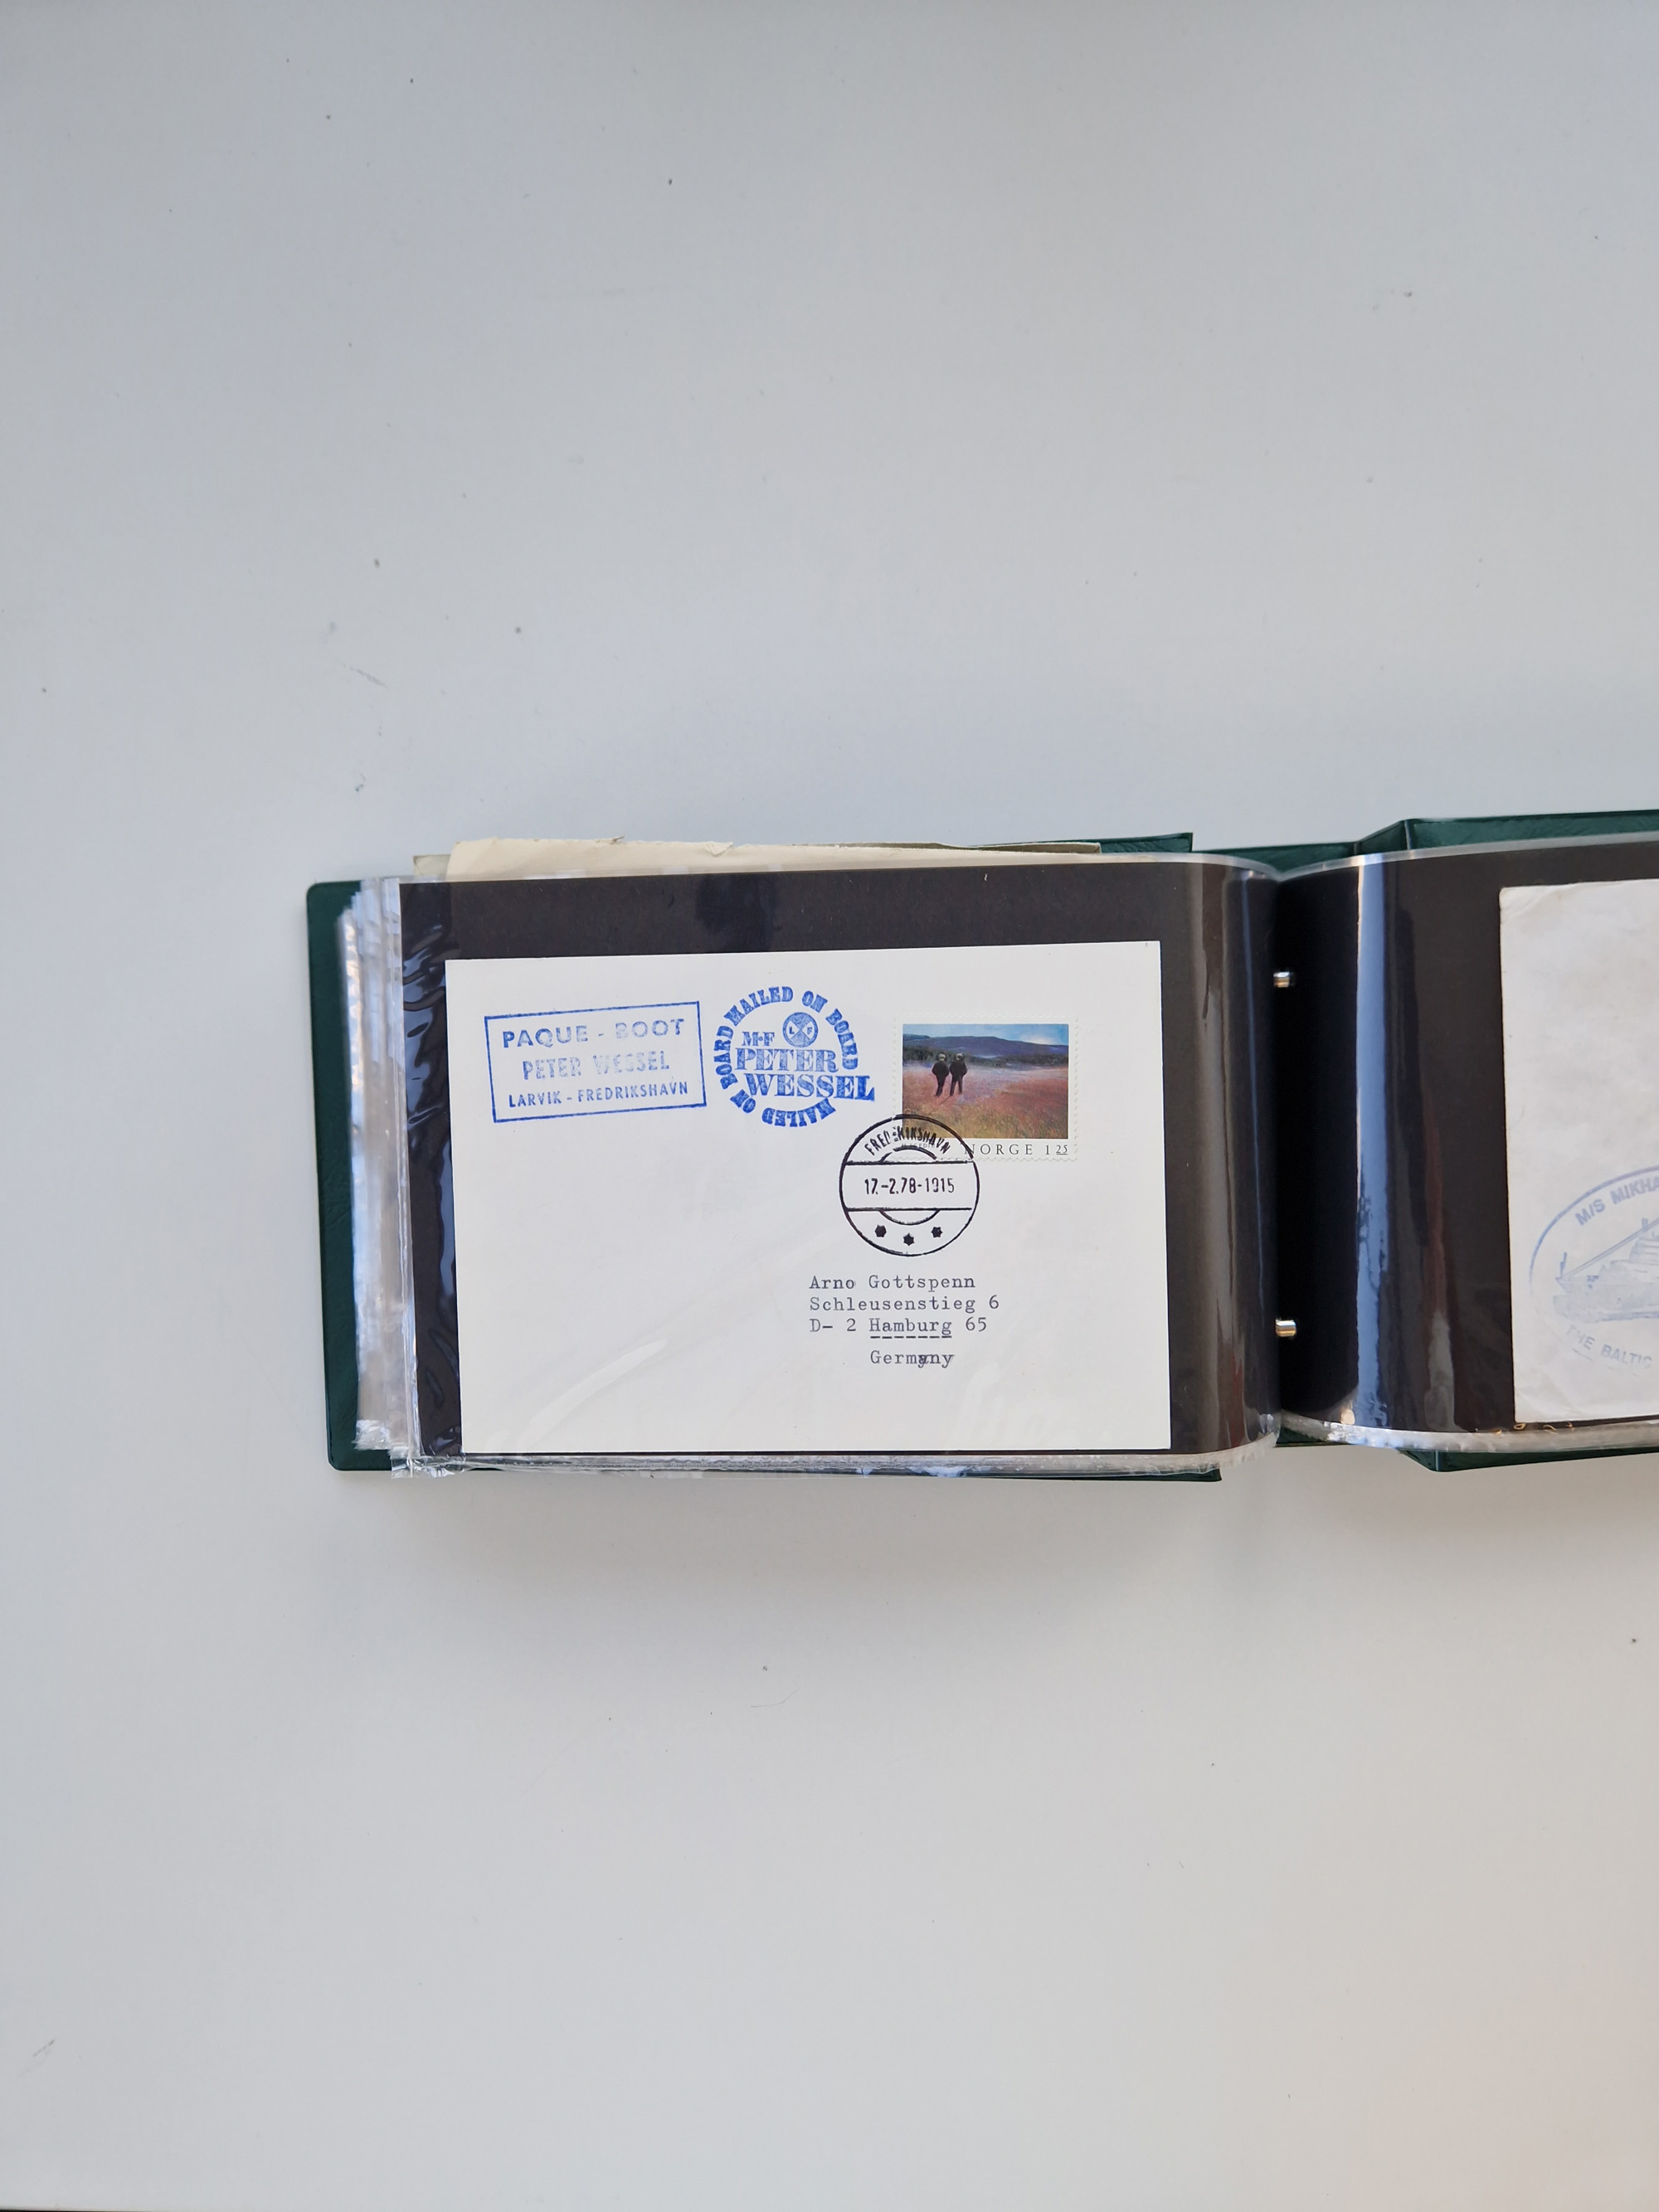 PAQUE - BOOT
PETER WESSEL
LARVIK - FREDRIKSHAVN
MAILED ON BOARD
M·F
L
PETER
WESSEL
MAILED ON BOARD
NORGE 1 25
FREDERIKSHAVN
17.-2.78-1915
Arno Gottspenn
Schleusenstieg 6
D- 2 Hamburg 65
Germany
M/S MIKHA
THE BALTIC